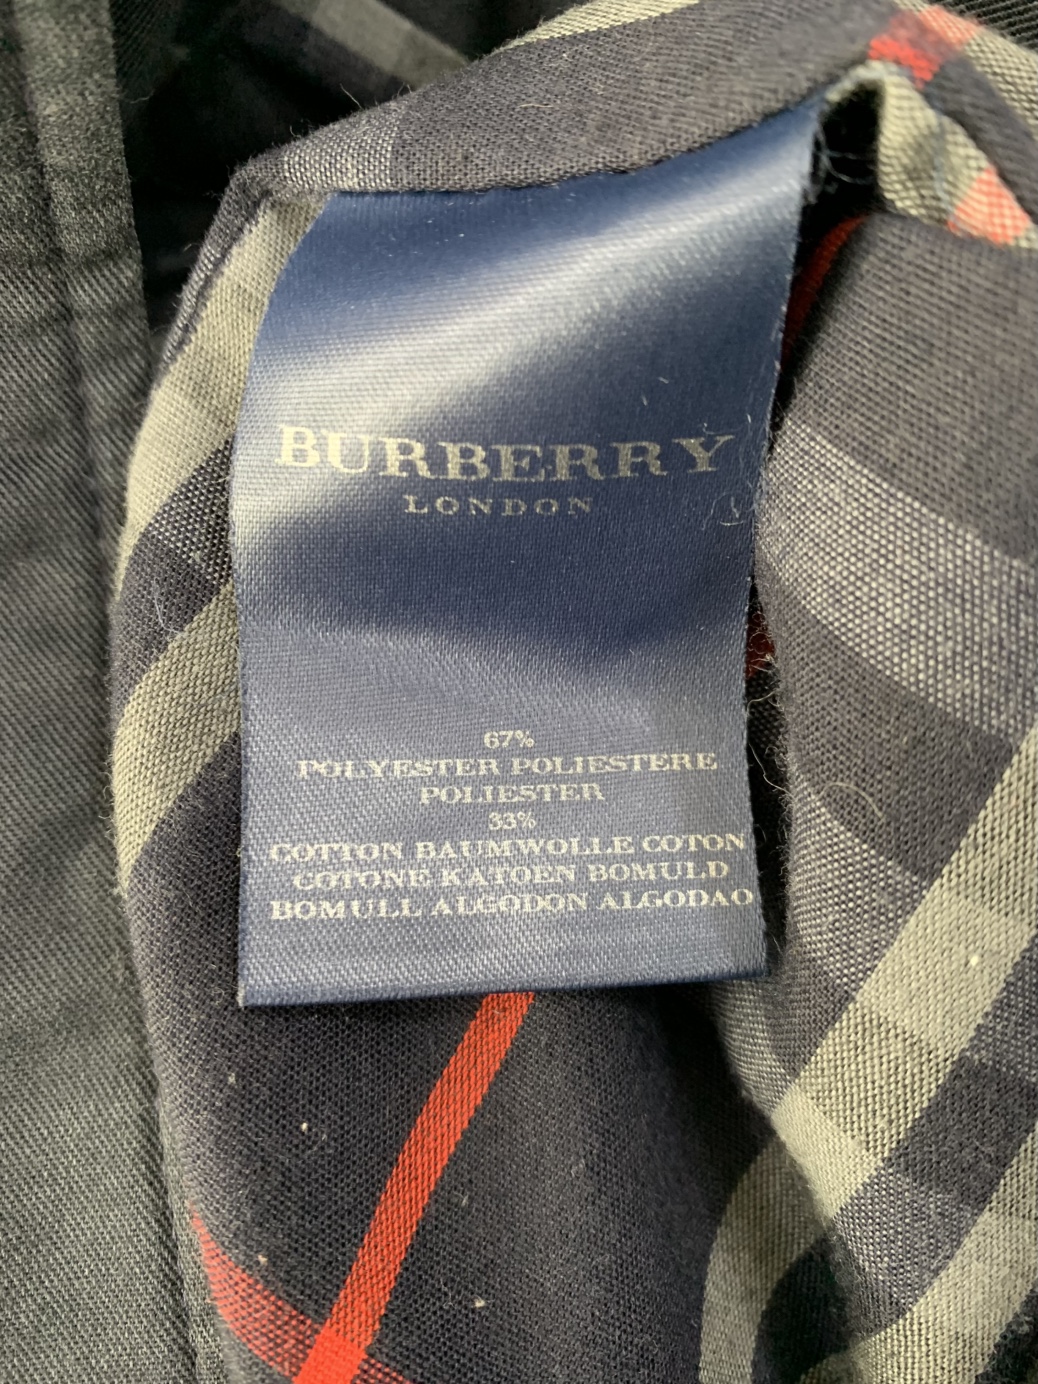 BURBERRY
LONDON
67%
POLYESTER POLIESTERE
POLIESTER
33%
COTTON BAUMWOLLE COTON
COTONE KATOEN BOMULD
BOMULL ALGODON ALGODAO